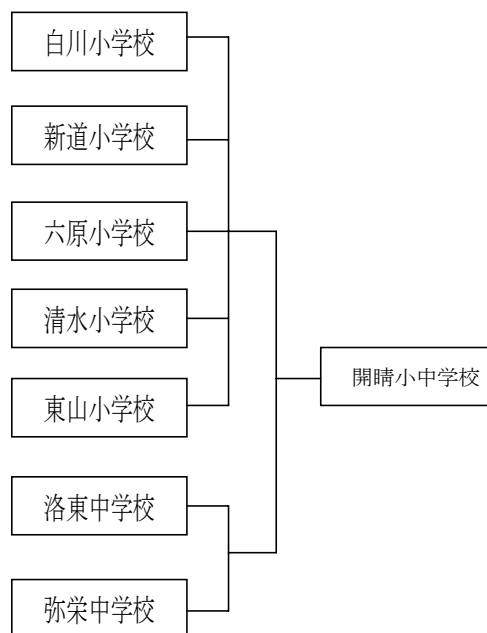 白川小学校
新道小学校
六原小学校
清水小学校
東山小学校
開睛小中学校
洛東中学校
弥栄中学校